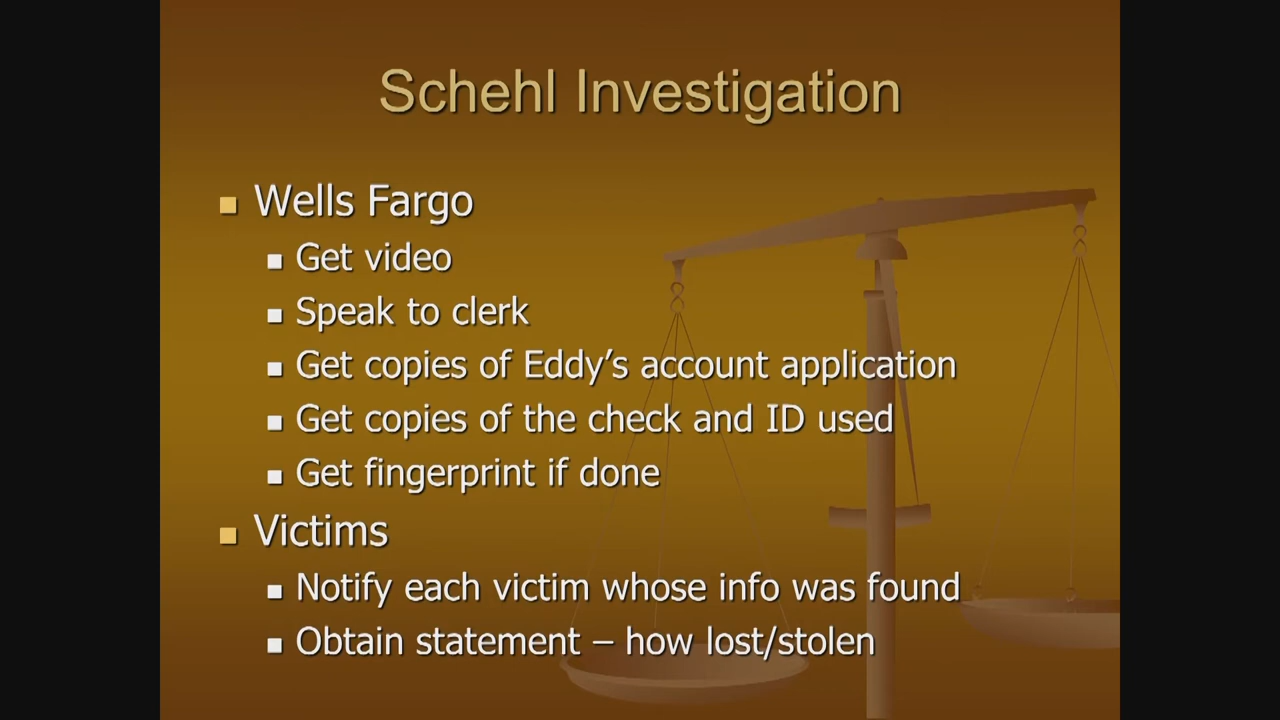 Schehl Investigation
Wells Fargo
Get video
Speak to clerk
Get copies of Eddy’s account application
Get copies of the check and ID used
Get fingerprint if done
Victims
Notify each victim whose info was found
Obtain statement – how lost/stolen